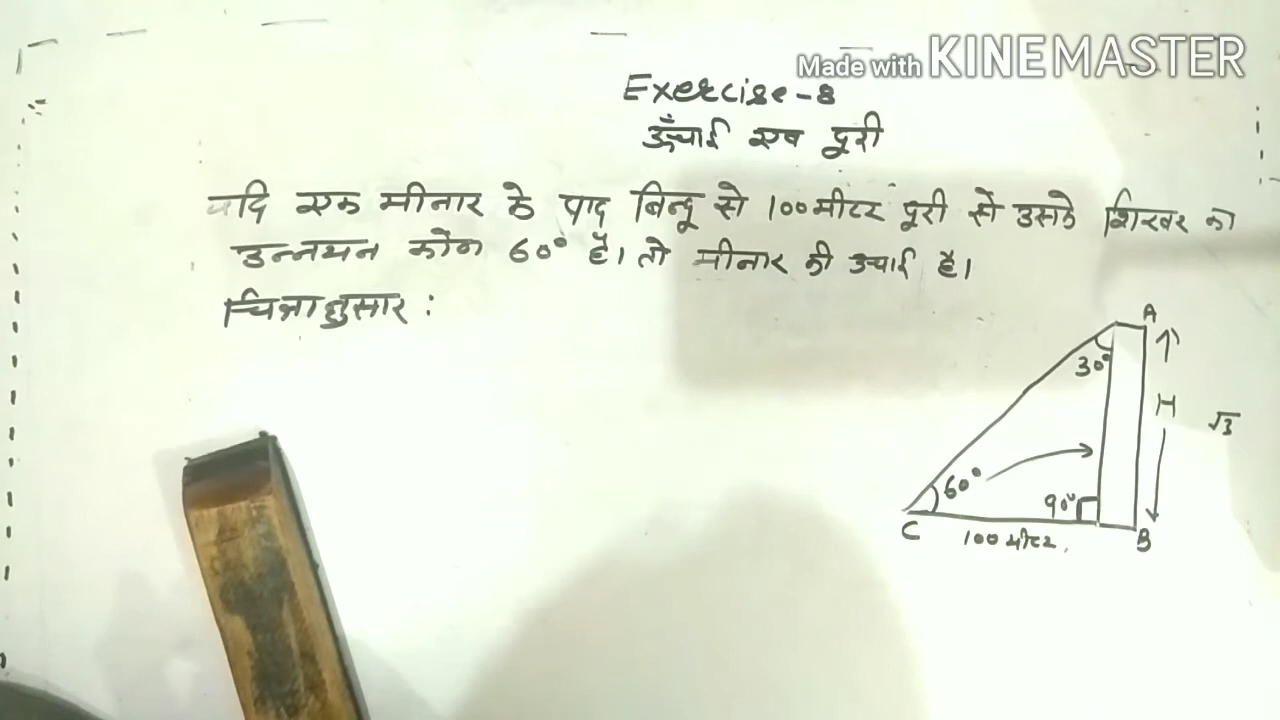 Made with KINEMASTER
Exercise-8
ऊँचाई एव दूरी
यदि एक मीनार के पाद बिन्दू से 100 मीटर दूरी से उसके शिखर का
उन्नयन कोण 60° है। तो मीनार की उचाई है।
चित्रानुसार :
A
30°
H
√3
60°
90°
C
100 मीटर
B